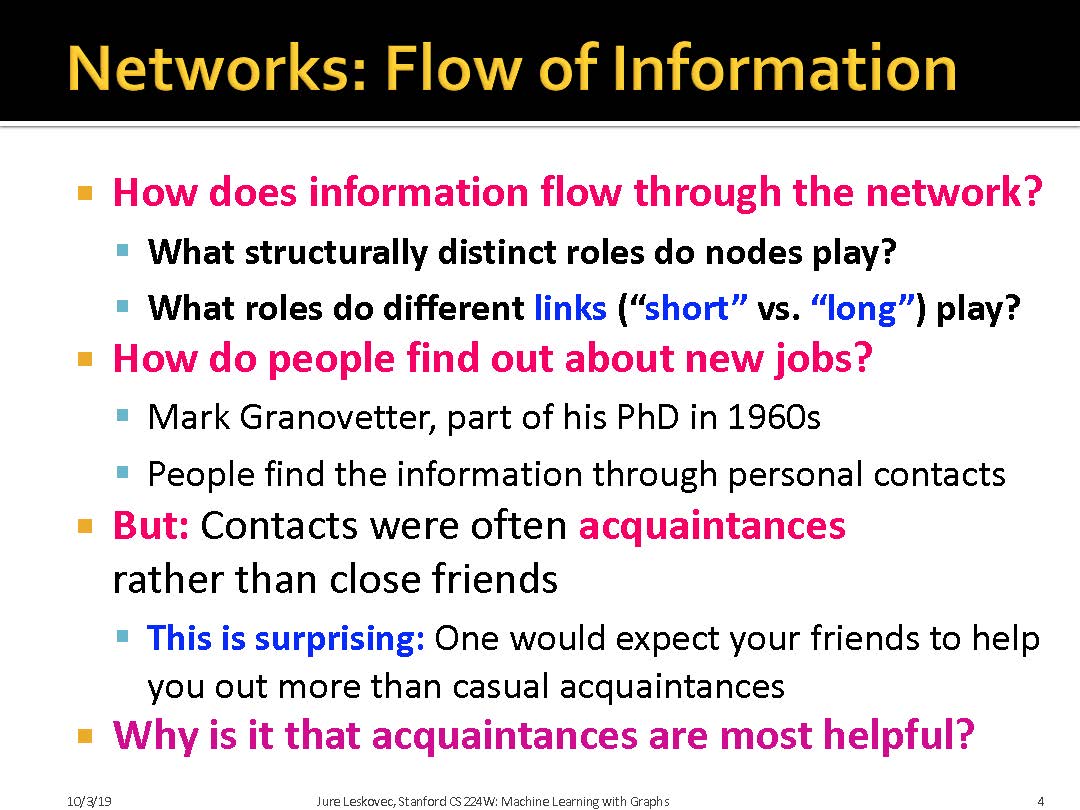 Networks: Flow of Information
How does information flow through the network?
What structurally distinct roles do nodes play?
What roles do different links (“short” vs. “long”) play?
How do people find out about new jobs?
Mark Granovetter, part of his PhD in 1960s
People find the information through personal contacts
But: Contacts were often acquaintances
rather than close friends
This is surprising: One would expect your friends to help
you out more than casual acquaintances
Why is it that acquaintances are most helpful?
10/3/19
Jure Leskovec, Stanford CS224W: Machine Learning with Graphs
4